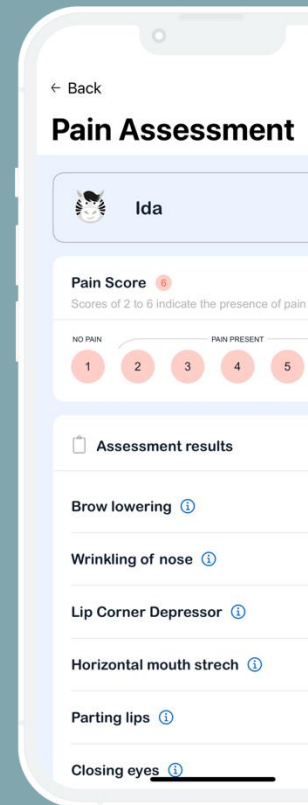 ← Back
Pain Assessment
Ida
Pain Score 6
Scores of 2 to 6 indicate the presence of pain
NO PAIN PAIN PRESENT
1 2 3 4 5
Assessment results
Brow lowering
Wrinkling of nose
Lip Corner Depressor
Horizontal mouth strech
Parting lips
Closing eyes